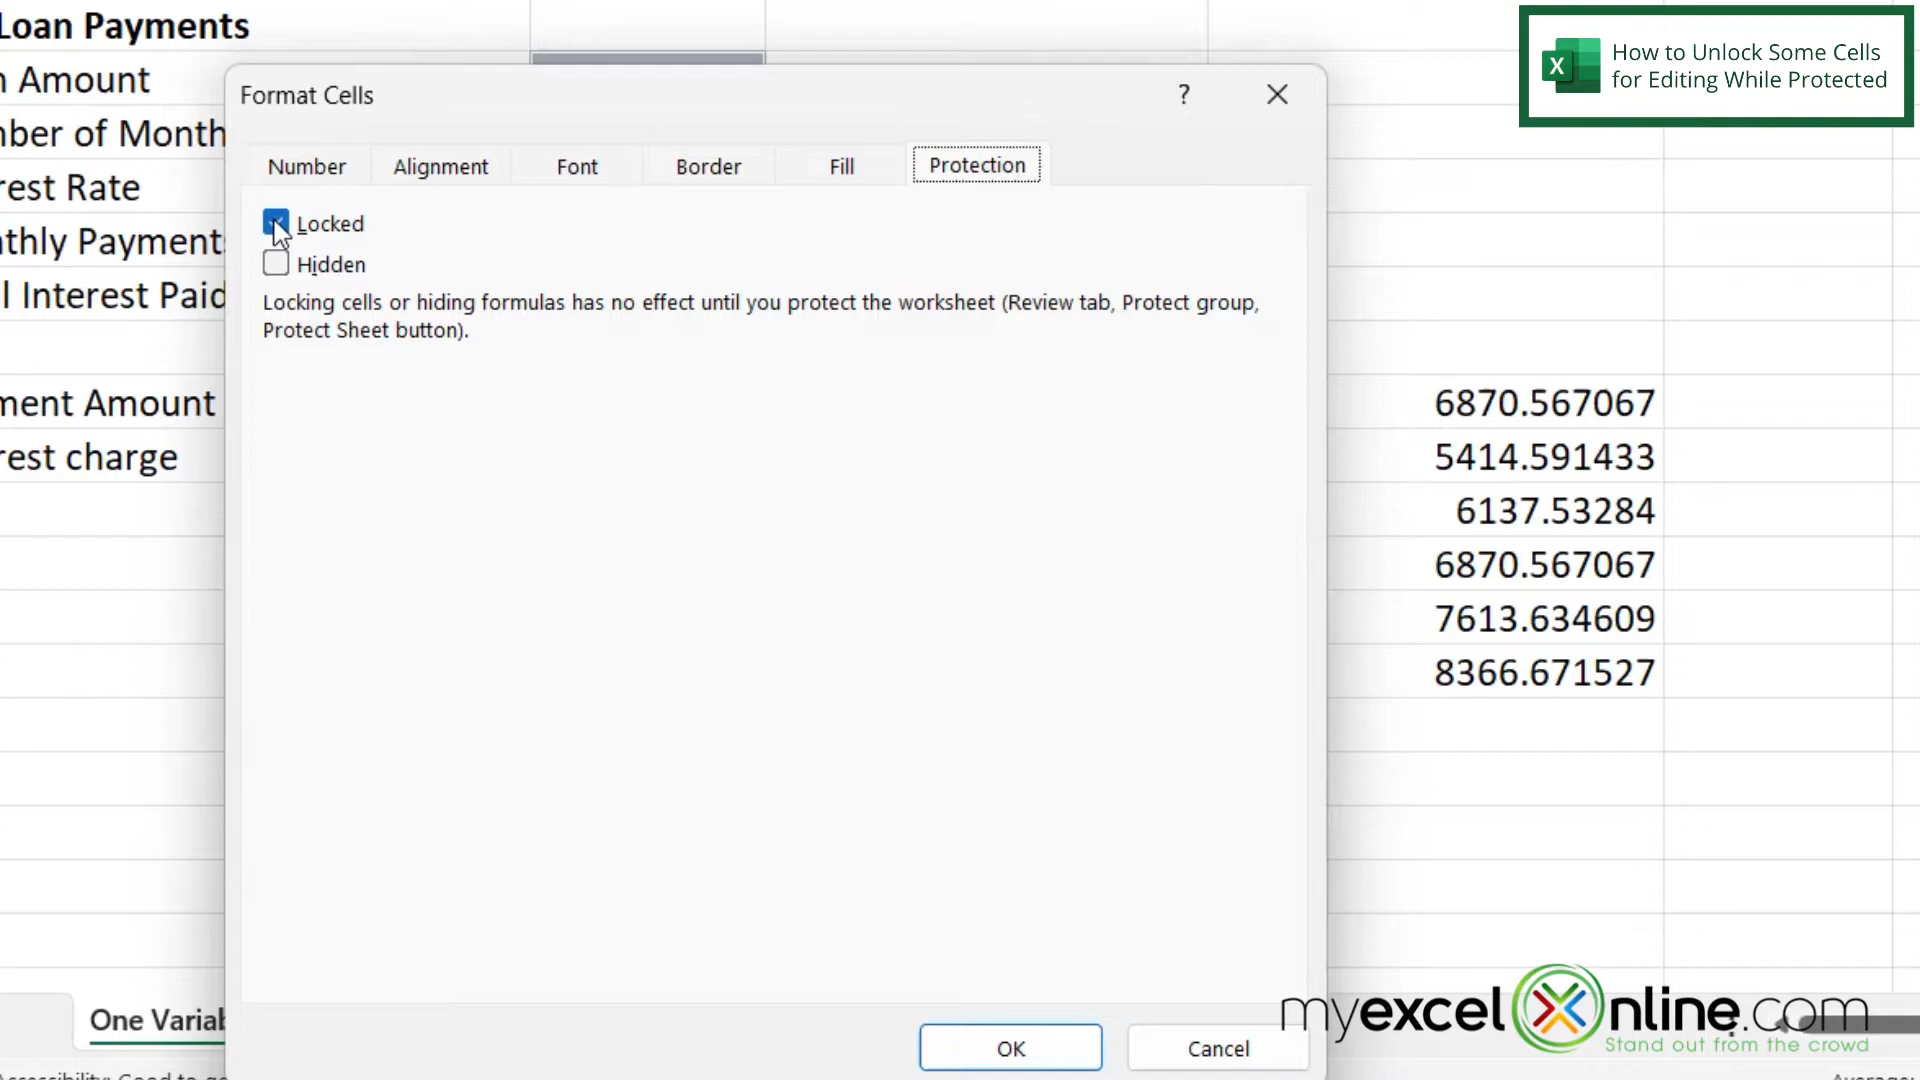 Loan Payments
n Amount
nber of Month
rest Rate
nthly Payments
l Interest Paid
ment Amount
rest charge
How to Unlock Some Cells
for Editing While Protected
X
Format Cells
?
Number Alignment Font Border Fill Protection
Locked
Hidden
Locking cells or hiding formulas has no effect until you protect the worksheet (Review tab, Protect group,
Protect Sheet button).
6870.567067
5414.591433
6137.53284
6870.567067
7613.634609
8366.671527
One Variab
OK Cancel
myexcelOnline.com
Stand out from the crowd